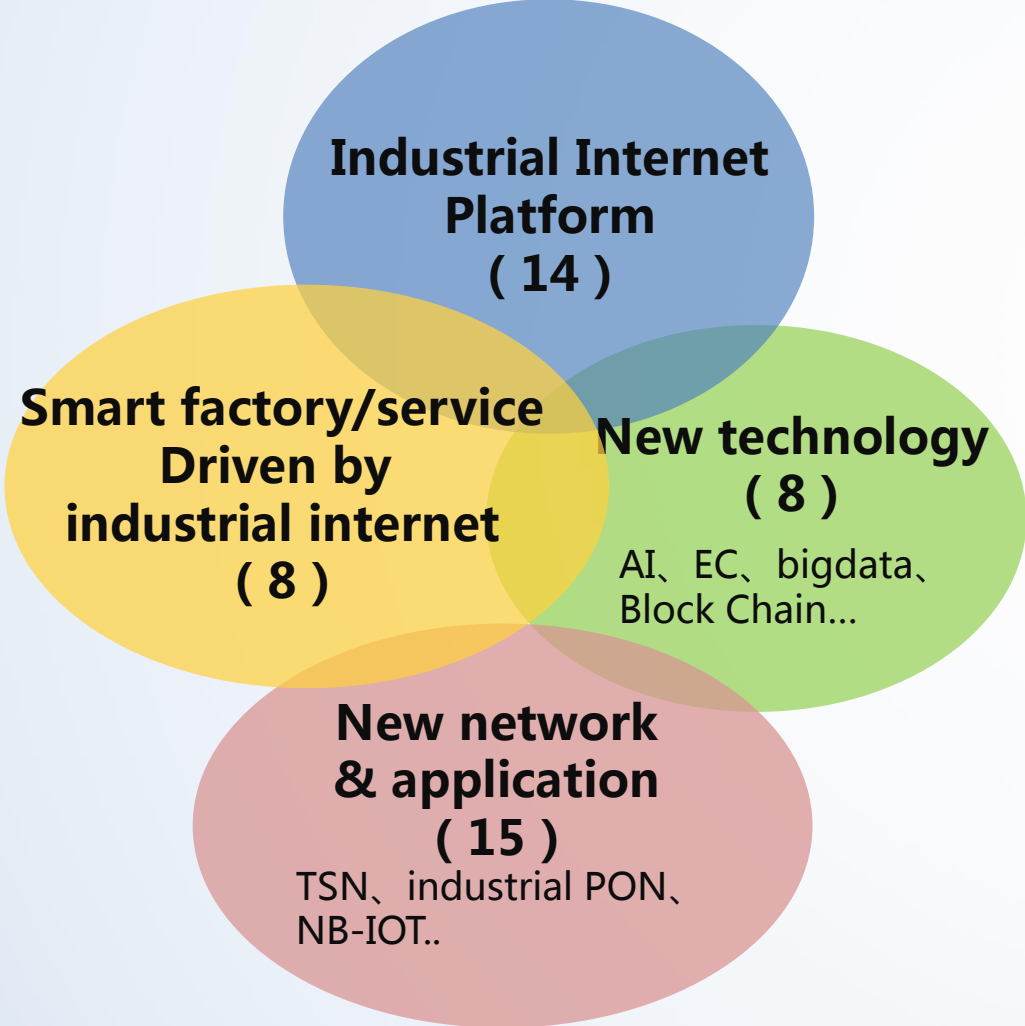 Industrial Internet
Platform
( 14 )
Smart factory/service
Driven by
industrial internet
( 8 )
New technology
( 8 )
AI、EC、bigdata、
Block Chain...
New network
& application
( 15 )
TSN、industrial PON、
NB-IOT..